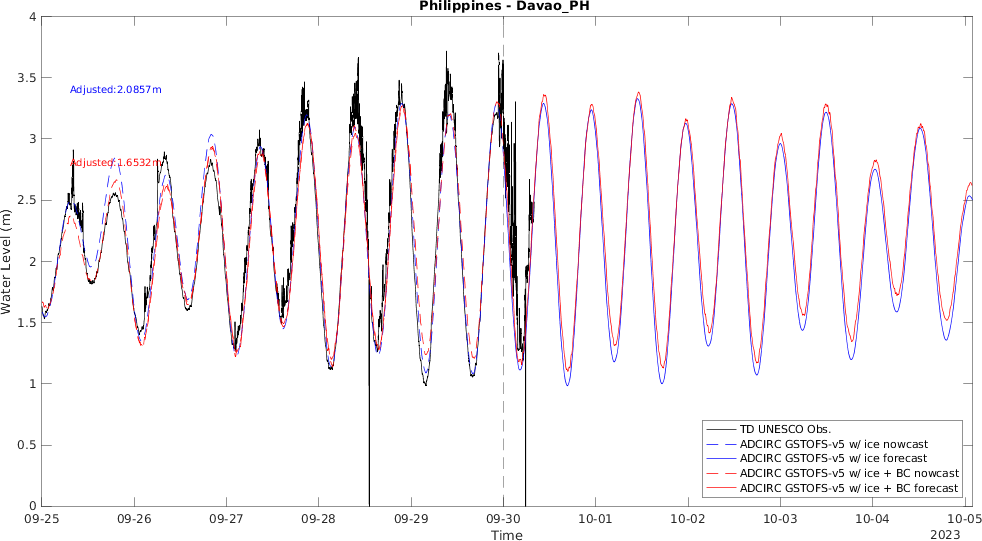 Philippines - Davao_PH
4
3.5
3
2.5
2
1.5
1
0.5
0
Water Level (m)
Adjusted:2.0857m
Adjusted:1.6532m
TD UNESCO Obs.
ADCIRC GSTOFS-v5 w/ ice nowcast
ADCIRC GSTOFS-v5 w/ ice forecast
ADCIRC GSTOFS-v5 w/ ice + BC nowcast
ADCIRC GSTOFS-v5 w/ ice + BC forecast
09-25 09-26 09-27 09-28 09-29 09-30 10-01 10-02 10-03 10-04 10-05
Time
2023